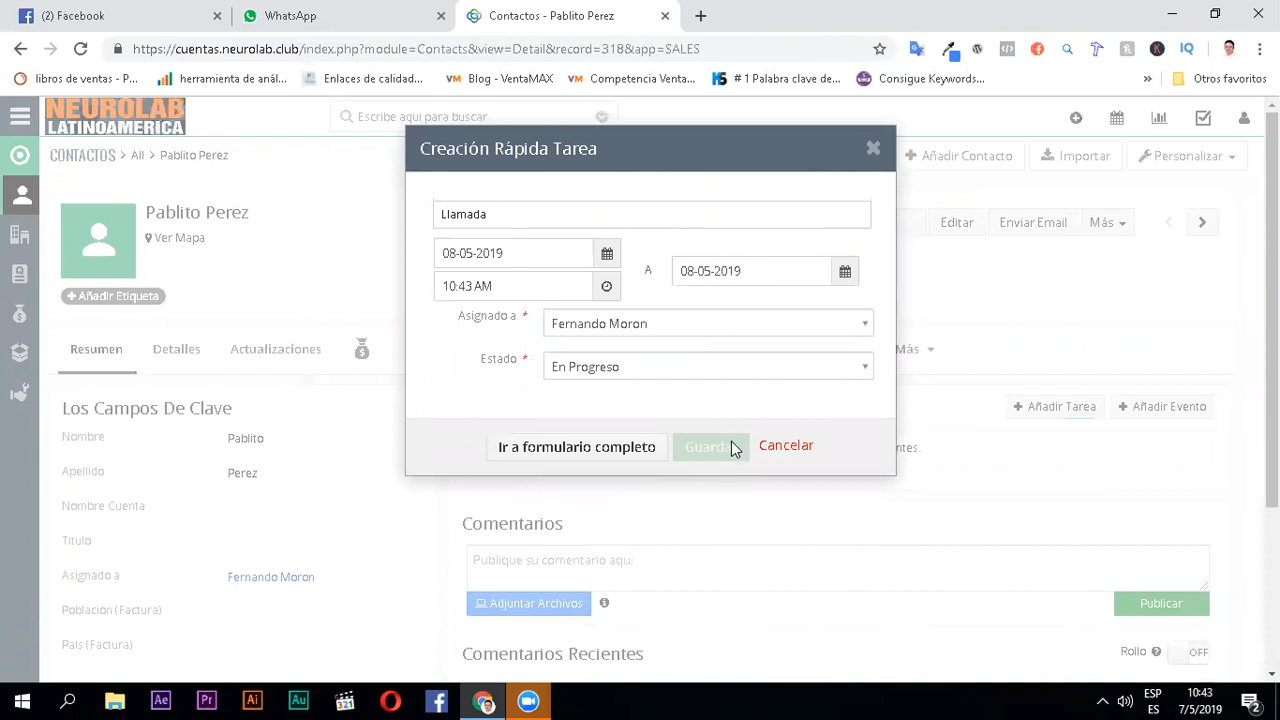 (2) Facebook
WhatsApp
Contactos - Pablito Perez
https://cuentas.neurolab.club/index.php?module=Contacts&view=Detail&record=318&app=SALES
libros de ventas - P...
herramienta de anál...
Enlaces de calidad...
Blog - VentaMAX
Competencia Venta...
# 1 Palabra clave de...
Consigue Keywords...
Otros favoritos
NEUROLAB
LATINOAMERICA
Escribe aqui para buscar
CONTACTOS > All > Pablito Perez
Añadir Contacto
Importar
Personalizar
Creación Rápida Tarea
Pablito Perez
Ver Mapa
Añadir Etiqueta
Editar
Enviar Email
Más
Llamada
08-05-2019
10:43 AM
A
08-05-2019
Asignado a *
Fernando Moron
Estado *
En Progreso
Ir a formulario completo
Cancelar
Resumen
Detalles
Actualizaciones
Más
Los Campos De Clave
Nombre
Pablito
Apellido
Perez
Nombre Cuenta
Titulo
Asignado a
Fernando Moron
Poblacion (Factura)
Pais (Factura)
Añadir Tarea
Añadir Evento
Comentarios
Publique su comentario aqui
Adjuntar Archivos
Publicar
Comentarios Recientes
Rollo
OFF
ESP
ES
10:43
7/5/2019
2